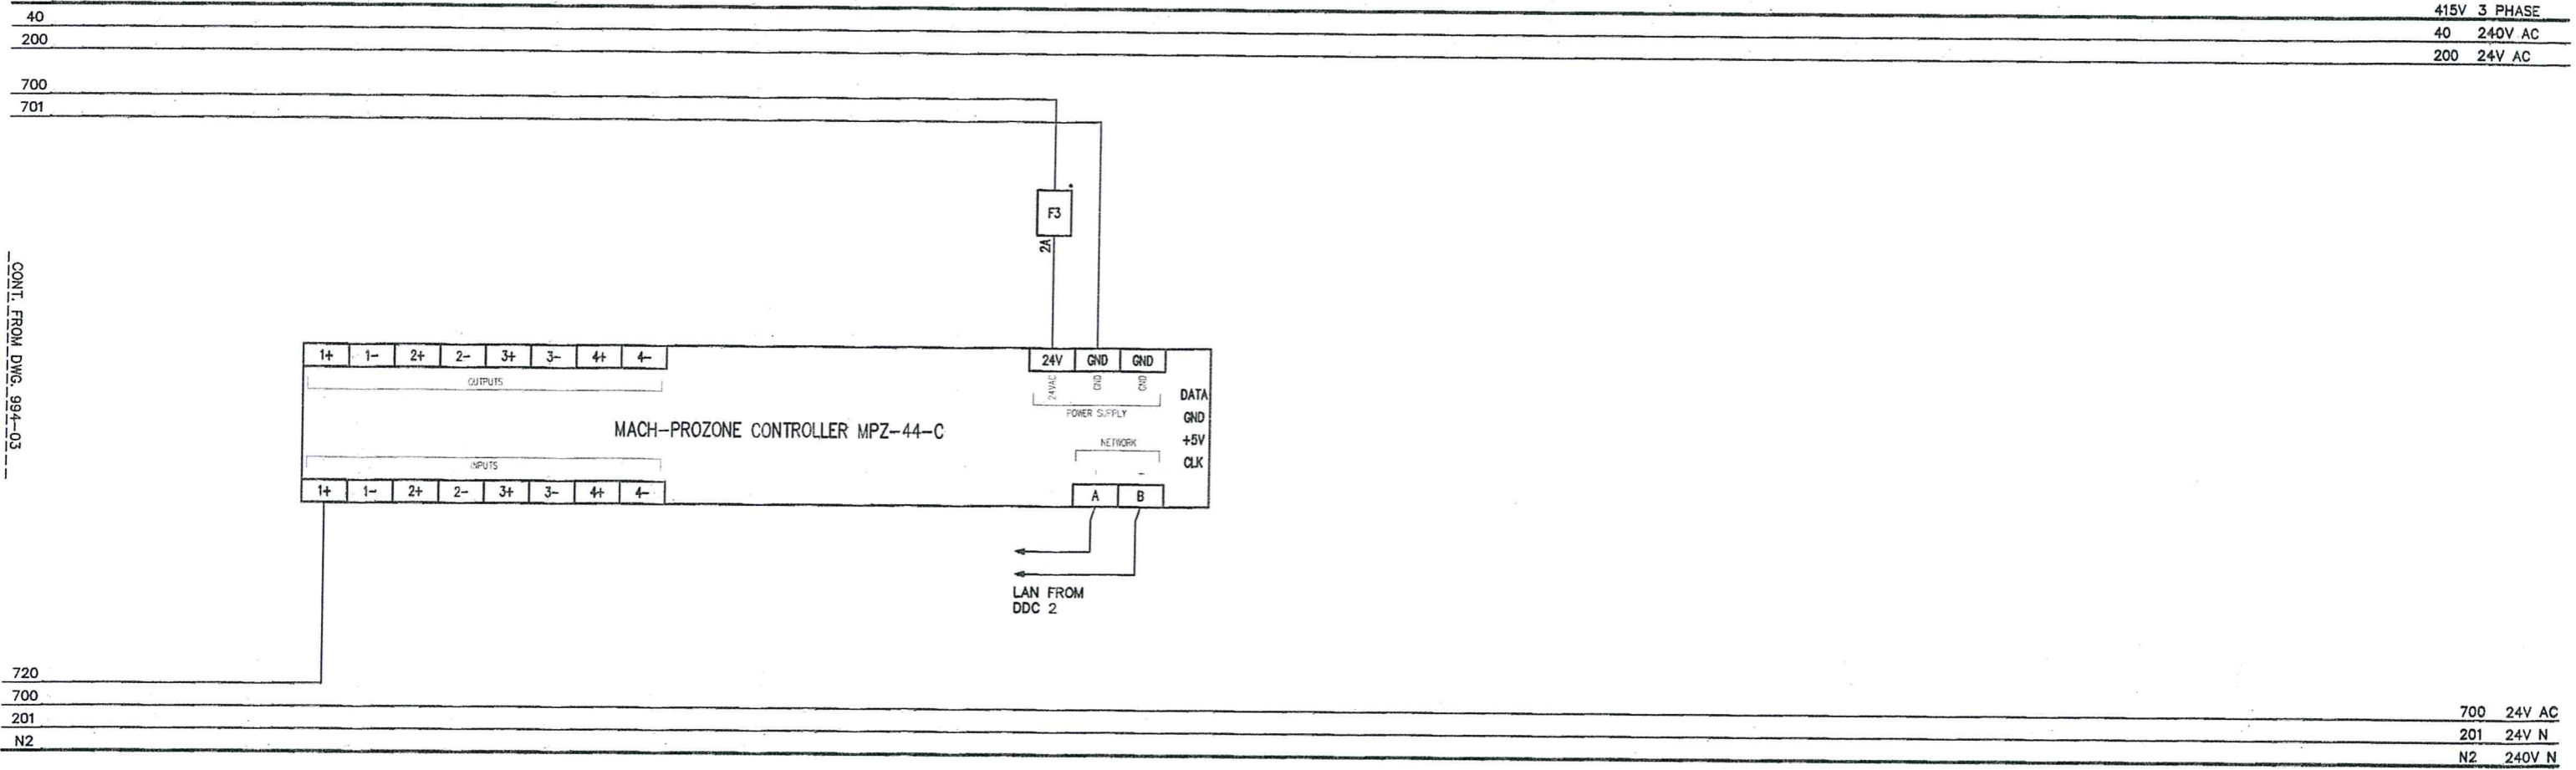 415V 3 PHASE
40
40 240V AC
200
200 24V AC
700
701
F3
2A
CONT. FROM DWG. 994-03
1+ 1- 2+ 2- 3+ 3- 4+ 4-
24V GND GND
OUTPUTS
24VAC GND GND
DATA
POWER SUPPLY
GND
MACH-PROZONE CONTROLLER MPZ-44-C
NETWORK
+5V
CLK
INPUTS
1+ 1- 2+ 2- 3+ 3- 4+ 4-
A B
LAN FROM
DDC 2
720
700
700 24V AC
201
201 24V N
N2
N2 240V N